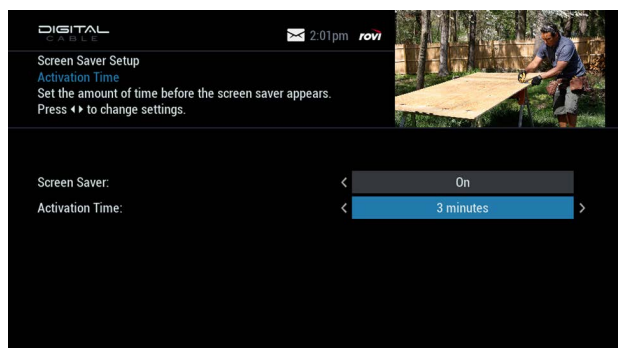 DIGITAL
CABLE
2:01pm rovi
Screen Saver Setup
Activation Time
Set the amount of time before the screen saver appears.
Press ◂ ▸ to change settings.
Screen Saver: < On
Activation Time: < 3 minutes >